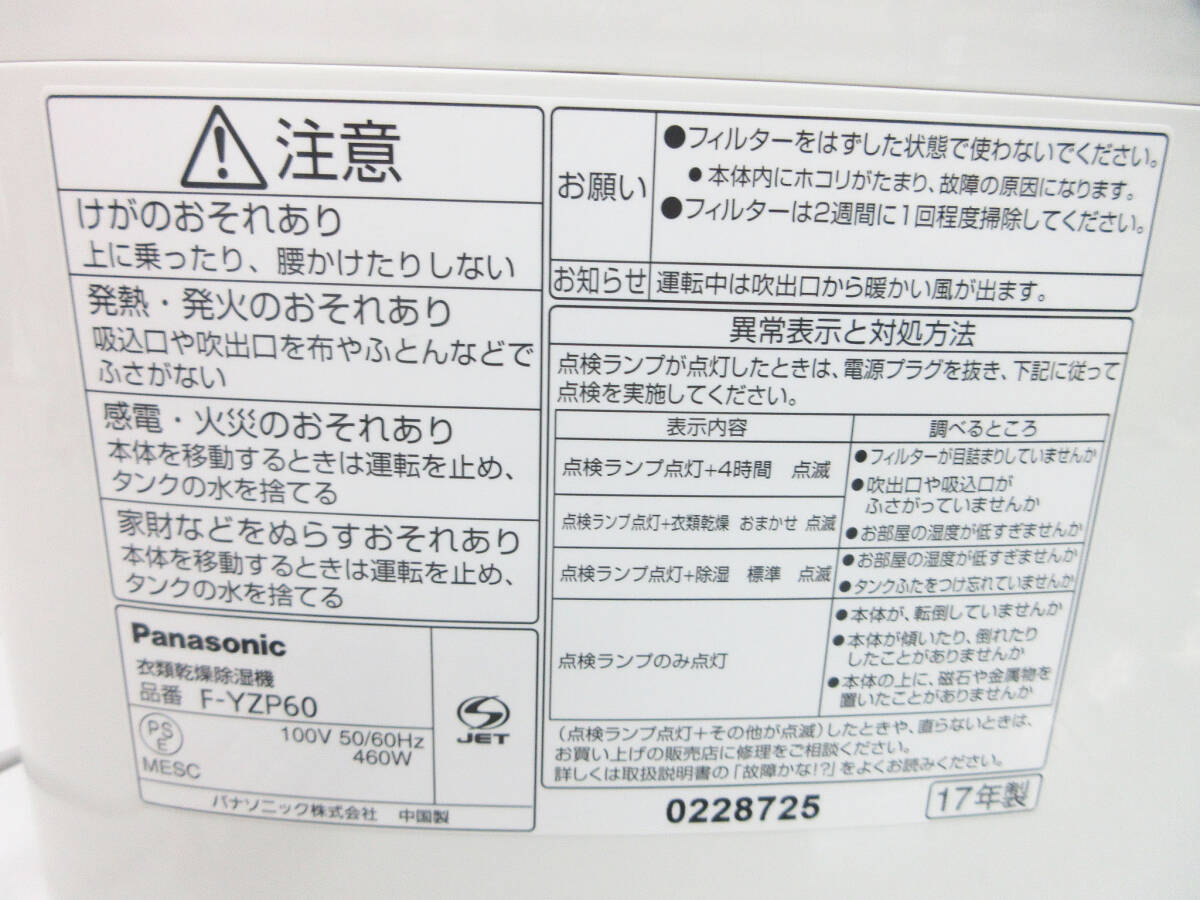 注意
けがのおそれあり
上に乗ったり、腰かけたりしない
発熱・発火のおそれあり
吸込口や吹出口を布やふとんなどで
ふさがない
感電・火災のおそれあり
本体を移動するときは運転を止め、
タンクの水を捨てる
家財などをぬらすおそれあり
本体を移動するときは運転を止め、
タンクの水を捨てる
Panasonic
衣類乾燥除湿機
品番 F-YZP60
PS
E
MESC
100V 50/60Hz
460W
JET
パナソニック株式会社 中国製
お願い
●フィルターをはずした状態で使わないでください。
●本体内にホコリがたまり、故障の原因になります。
●フィルターは2週間に1回程度掃除してください。
お知らせ 運転中は吹出口から暖かい風が出ます。
異常表示と対処方法
点検ランプが点灯したときは、電源プラグを抜き、下記に従って
点検を実施してください。
表示内容 調べるところ
点検ランプ点灯+4時間 点滅
点検ランプ点灯+衣類乾燥 おまかせ 点滅
●フィルターが目詰まりしていませんか
●吹出口や吸込口が
ふさがっていませんか
●お部屋の湿度が低すぎませんか
点検ランプ点灯+除湿 標準 点滅
●お部屋の湿度が低すぎませんか
●タンクふたをつけ忘れていませんか
点検ランプのみ点灯
●本体が、転倒していませんか
●本体が傾いたり、倒れたり
したことがありませんか
●本体の上に、磁石や金属物を
置いたことがありませんか
(点検ランプ点灯+その他が点滅)したときや、直らないときは、
お買い上げの販売店に修理をご相談ください。
詳しくは取扱説明書の「故障かな!?」をよくお読みください。
0228725
17年製